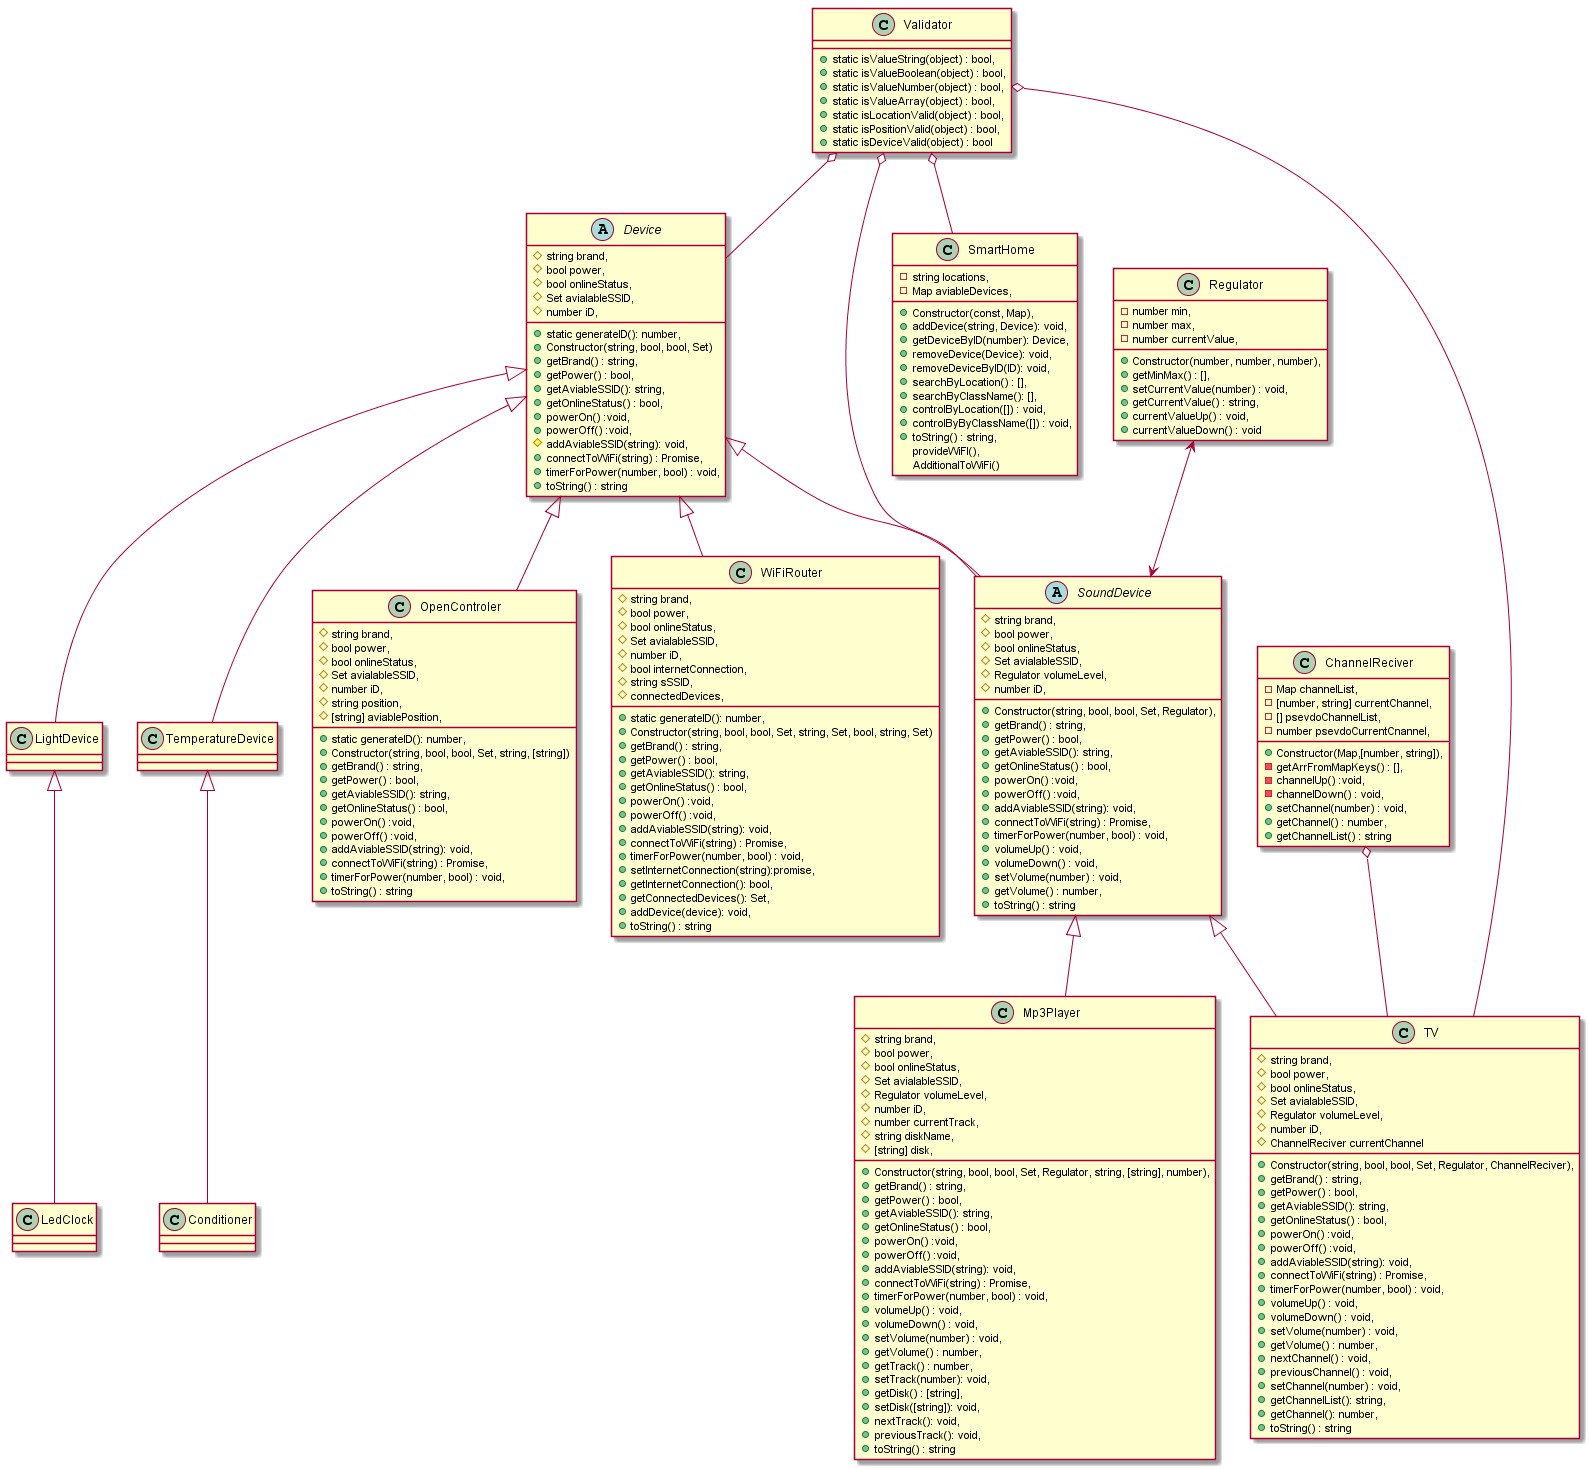 C Validator
static isValueString(object) : bool,
static isValueBoolean(object) : bool,
static isValueNumber(object) : bool,
static isValueArray(object) : bool,
static isLocationValid(object) : bool,
static isPositionValid(object) : bool,
static isDeviceValid(object) : bool
A Device
string brand,
bool power,
bool onlineStatus,
Set avialableSSID,
number iD,
static generateID(): number,
Constructor(string, bool, bool, Set)
getBrand() : string,
getPower() : bool,
getAviableSSID(): string,
getOnlineStatus() : bool,
powerOn() :void,
powerOff() :void,
addAviableSSID(string): void,
connectToWiFi(string) : Promise,
timerForPower(number, bool) : void,
toString() : string
C SmartHome
string locations,
Map aviableDevices,
Constructor(const, Map),
addDevice(string, Device): void,
getDeviceByID(number): Device,
removeDevice(Device): void,
removeDeviceByID(ID): void,
searchByLocation() : [],
searchByClassName(): [],
controlByLocation([]) : void,
controlByByClassName([]) : void,
toString() : string,
provideWiFI(),
AdditionalToWiFi()
C Regulator
number min,
number max,
number currentValue,
Constructor(number, number, number),
getMinMax() : [],
setCurrentValue(number) : void,
getCurrentValue() : string,
currentValueUp() : void,
currentValueDown() : void
C OpenControler
string brand,
bool power,
bool onlineStatus,
Set avialableSSID,
number iD,
string position,
[string] aviablePosition,
static generateID(): number,
Constructor(string, bool, bool, Set, string, [string])
getBrand() : string,
getPower() : bool,
getAviableSSID(): string,
getOnlineStatus() : bool,
powerOn() :void,
powerOff() :void,
addAviableSSID(string): void,
connectToWiFi(string) : Promise,
timerForPower(number, bool) : void,
toString() : string
C WiFiRouter
string brand,
bool power,
bool onlineStatus,
Set avialableSSID,
number iD,
bool internetConnection,
string sSSID,
connectedDevices,
static generateID(): number,
Constructor(string, bool, bool, Set, string, Set, bool, string, Set)
getBrand() : string,
getPower() : bool,
getAviableSSID(): string,
getOnlineStatus() : bool,
powerOn() :void,
powerOff() :void,
addAviableSSID(string): void,
connectToWiFi(string) : Promise,
timerForPower(number, bool) : void,
setInternetConnection(string):promise,
getInternetConnection(): bool,
getConnectedDevices(): Set,
addDevice(device): void,
toString() : string
A SoundDevice
string brand,
bool power,
bool onlineStatus,
Set avialableSSID,
Regulator volumeLevel,
number iD,
Constructor(string, bool, bool, Set, Regulator),
getBrand() : string,
getPower() : bool,
getAviableSSID(): string,
getOnlineStatus() : bool,
powerOn() :void,
powerOff() :void,
addAviableSSID(string): void,
connectToWiFi(string) : Promise,
timerForPower(number, bool) : void,
volumeUp() : void,
volumeDown() : void,
setVolume(number) : void,
getVolume() : number,
toString() : string
C ChannelReciver
Map channelList,
[number, string] currentChannel,
[] psevdoChannelList,
number psevdoCurrentChannel,
Constructor(Map,[number, string]),
getArrFromMapKeys() : [],
channelUp() :void,
channelDown() : void,
setChannel(number) : void,
getChannel() : number,
getChannelList() : string
C LightDevice
C TemperatureDevice
C LedClock
C Conditioner
C Mp3Player
string brand,
bool power,
bool onlineStatus,
Set avialableSSID,
Regulator volumeLevel,
number iD,
number currentTrack,
string diskName,
[string] disk,
Constructor(string, bool, bool, Set, Regulator, string, [string], number),
getBrand() : string,
getPower() : bool,
getAviableSSID(): string,
getOnlineStatus() : bool,
powerOn() :void,
powerOff() :void,
addAviableSSID(string): void,
connectToWiFi(string) : Promise,
timerForPower(number, bool) : void,
volumeUp() : void,
volumeDown() : void,
setVolume(number) : void,
getVolume() : number,
getTrack() : number,
setTrack(number): void,
getDisk() : [string],
setDisk([string]): void,
nextTrack(): void,
previousTrack(): void,
toString() : string
C TV
string brand,
bool power,
bool onlineStatus,
Set avialableSSID,
Regulator volumeLevel,
number iD,
ChannelReciver currentChannel
Constructor(string, bool, bool, Set, Regulator, ChannelReciver),
getBrand() : string,
getPower() : bool,
getAviableSSID(): string,
getOnlineStatus() : bool,
powerOn() :void,
powerOff() :void,
addAviableSSID(string): void,
connectToWiFi(string) : Promise,
timerForPower(number, bool) : void,
volumeUp() : void,
volumeDown() : void,
setVolume(number) : void,
getVolume() : number,
nextChannel() : void,
previousChannel() : void,
setChannel(number) : void,
getChannelList(): string,
getChannel(): number,
toString() : string